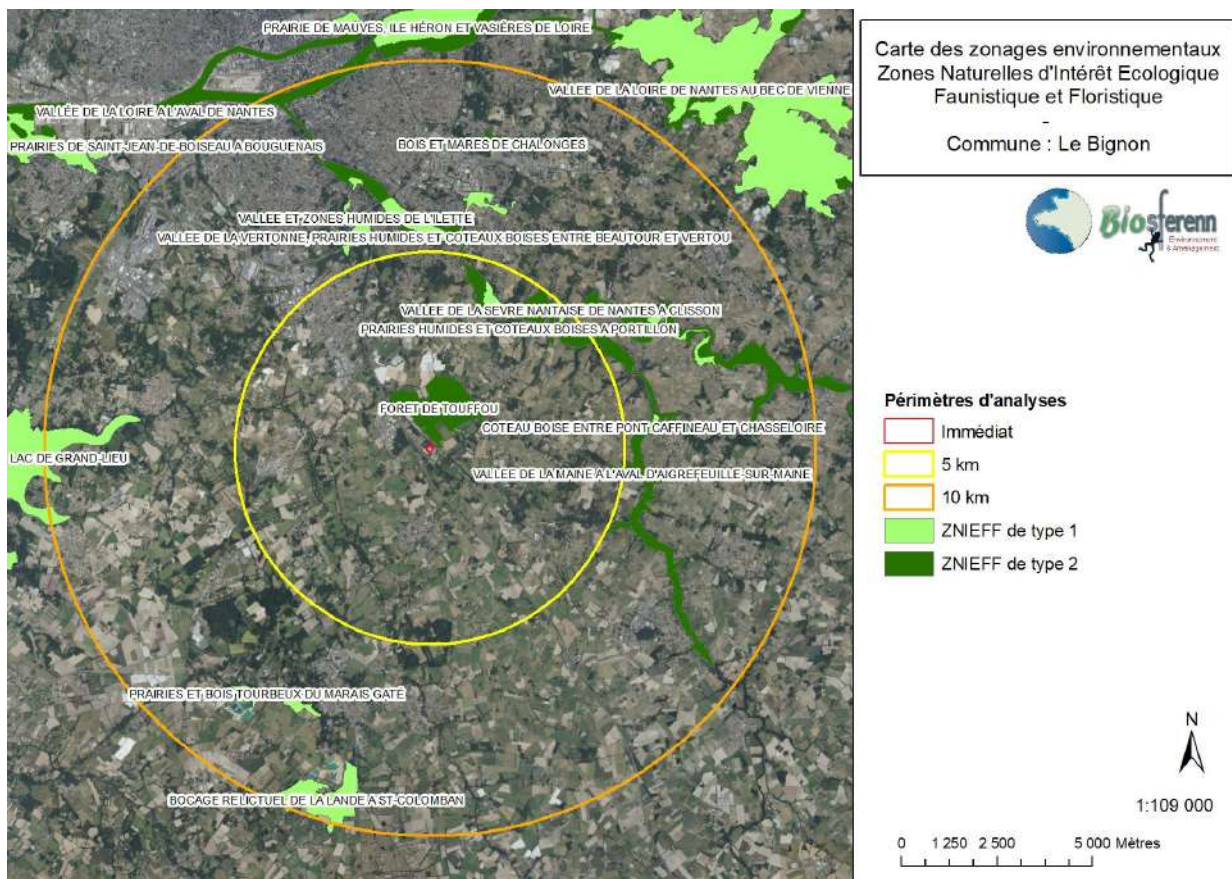 PRAIRIE DE MAUVES, ILE HÉRON ET VASIÈRES DE LOIRE
VALLEE DE LA LOIRE DE NANTES AU BEC DE VIENNE
VALLÉE DE LA LOIRE A L'AVAL DE NANTES
PRAIRIES DE SAINT-JEAN-DE-BOISEAU A BOUGUENAIS
BOIS ET MARES DE CHALONGES
VALLEE ET ZONES HUMIDES DE L'ILETTE
VALLEE DE LA VERTONNE, PRAIRIES HUMIDES ET COTEAUX BOISES ENTRE BEAUTOUR ET VERTOU
VALLEE DE LA SEVRE NANTAISE DE NANTES A CLISSON
PRAIRIES HUMIDES ET COTEAUX BOISES A PORTILLON
FORET DE TOUFFOU
COTEAU BOISE ENTRE PONT CAFFINEAU ET CHASSELOIRE
LAC DE GRAND-LIEU
VALLEE DE LA MAINE A L'AVAL D'AIGREFEUILLE-SUR-MAINE
PRAIRIES ET BOIS TOURBEUX DU MARAIS GATÉ
BOCAGE RELICTUEL DE LA LANDE A ST-COLOMBAN
Carte des zonages environnementaux
Zones Naturelles d'Intérêt Ecologique
Faunistique et Floristique
-
Commune : Le Bignon
Biosferenn
Environnement
& Aménagement
Périmètres d'analyses
Immédiat
5 km
10 km
ZNIEFF de type 1
ZNIEFF de type 2
N
1:109 000
0 1 250 2 500 5 000 Mètres